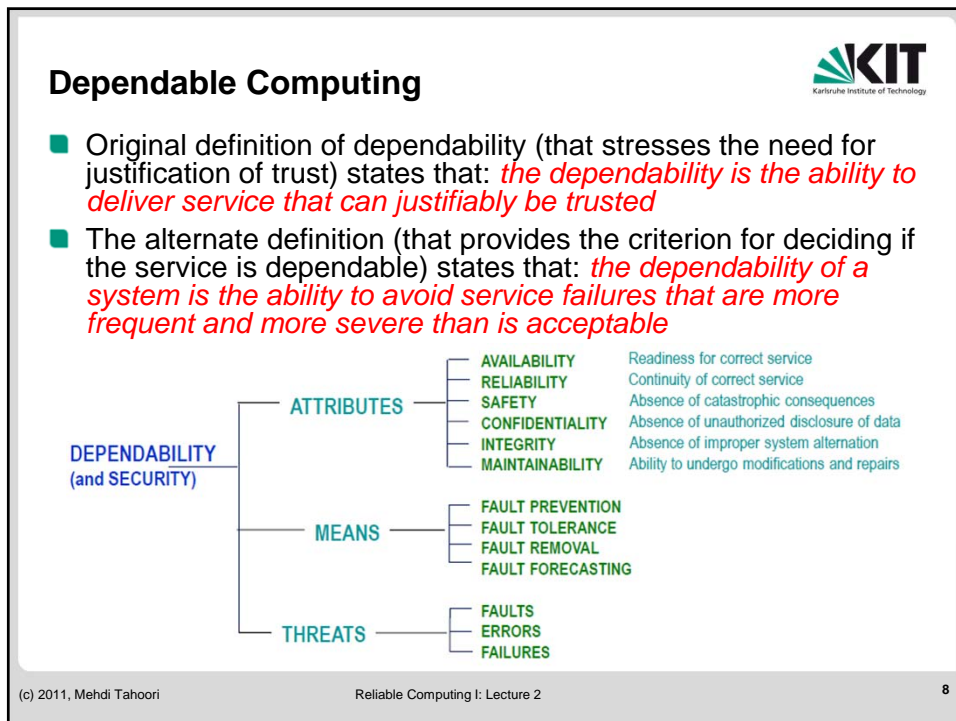 Dependable Computing
KIT
Karlsruhe Institute of Technology
Original definition of dependability (that stresses the need for
justification of trust) states that: the dependability is the ability to
deliver service that can justifiably be trusted
The alternate definition (that provides the criterion for deciding if
the service is dependable) states that: the dependability of a
system is the ability to avoid service failures that are more
frequent and more severe than is acceptable
DEPENDABILITY
(and SECURITY)
ATTRIBUTES
AVAILABILITY Readiness for correct service
RELIABILITY Continuity of correct service
SAFETY Absence of catastrophic consequences
CONFIDENTIALITY Absence of unauthorized disclosure of data
INTEGRITY Absence of improper system alternation
MAINTAINABILITY Ability to undergo modifications and repairs
MEANS
FAULT PREVENTION
FAULT TOLERANCE
FAULT REMOVAL
FAULT FORECASTING
THREATS
FAULTS
ERRORS
FAILURES
(c) 2011, Mehdi Tahoori Reliable Computing I: Lecture 2 8